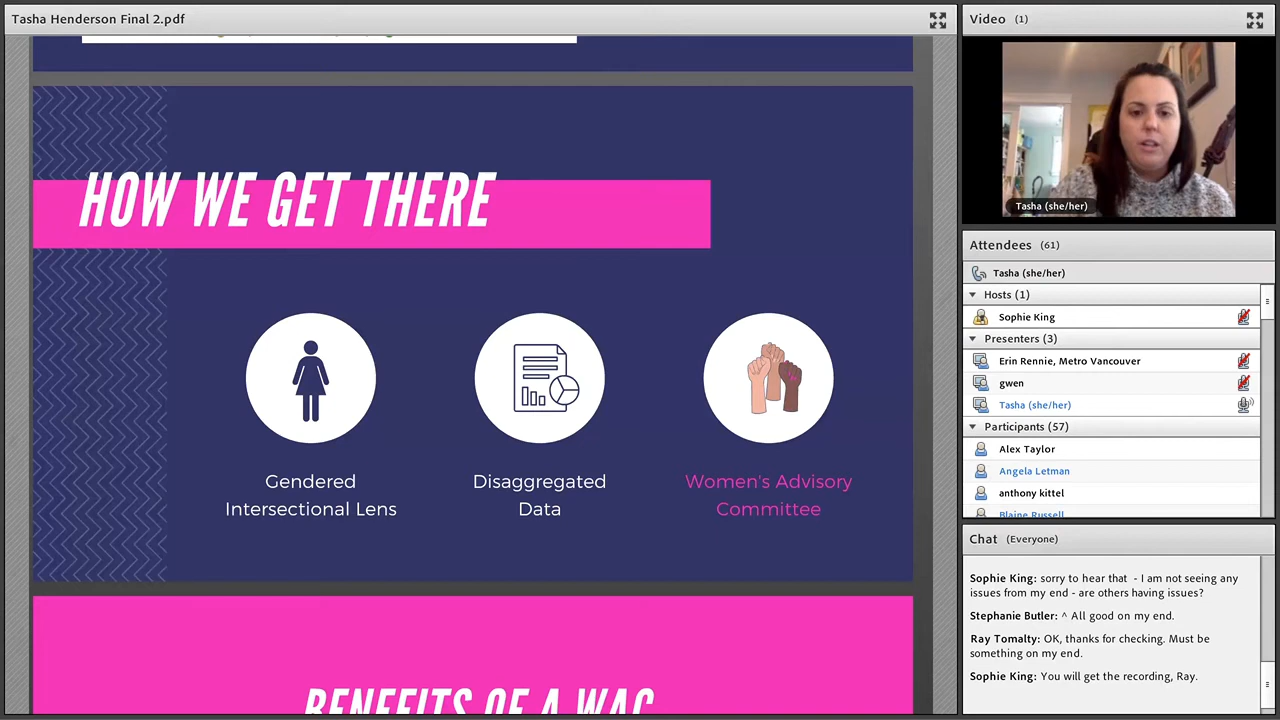 Tasha Henderson Final 2.pdf
HOW WE GET THERE
Gendered
Intersectional Lens
Disaggregated
Data
Women's Advisory
Committee
BENEFITS OF A WAC
Video (1)
Tasha (she/her)
Attendees (61)
Tasha (she/her)
Hosts (1)
Sophie King
Presenters (3)
Erin Rennie, Metro Vancouver
gwen
Tasha (she/her)
Participants (57)
Alex Taylor
Angela Letman
anthony kittel
Blaine Russell
Chat (Everyone)
Sophie King: sorry to hear that - I am not seeing any
issues from my end - are others having issues?
Stephanie Butler: ^ All good on my end.
Ray Tomalty: OK, thanks for checking. Must be
something on my end.
Sophie King: You will get the recording, Ray.